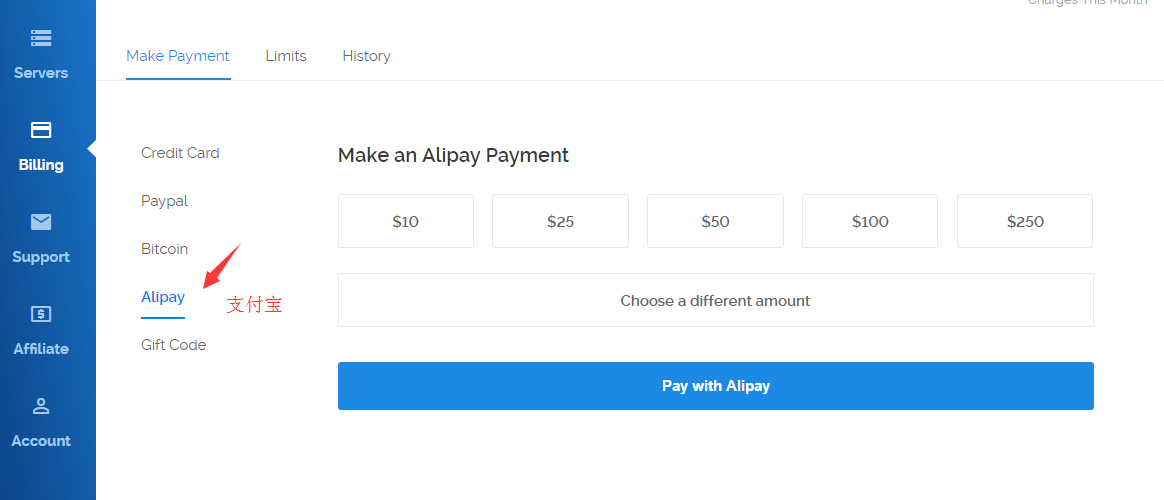 Charges This Month
Servers
Billing
Support
Affiliate
Account
Make Payment
Limits
History
Credit Card
Paypal
Bitcoin
Alipay
支付宝
Gift Code
Make an Alipay Payment
$10
$25
$50
$100
$250
Choose a different amount
Pay with Alipay